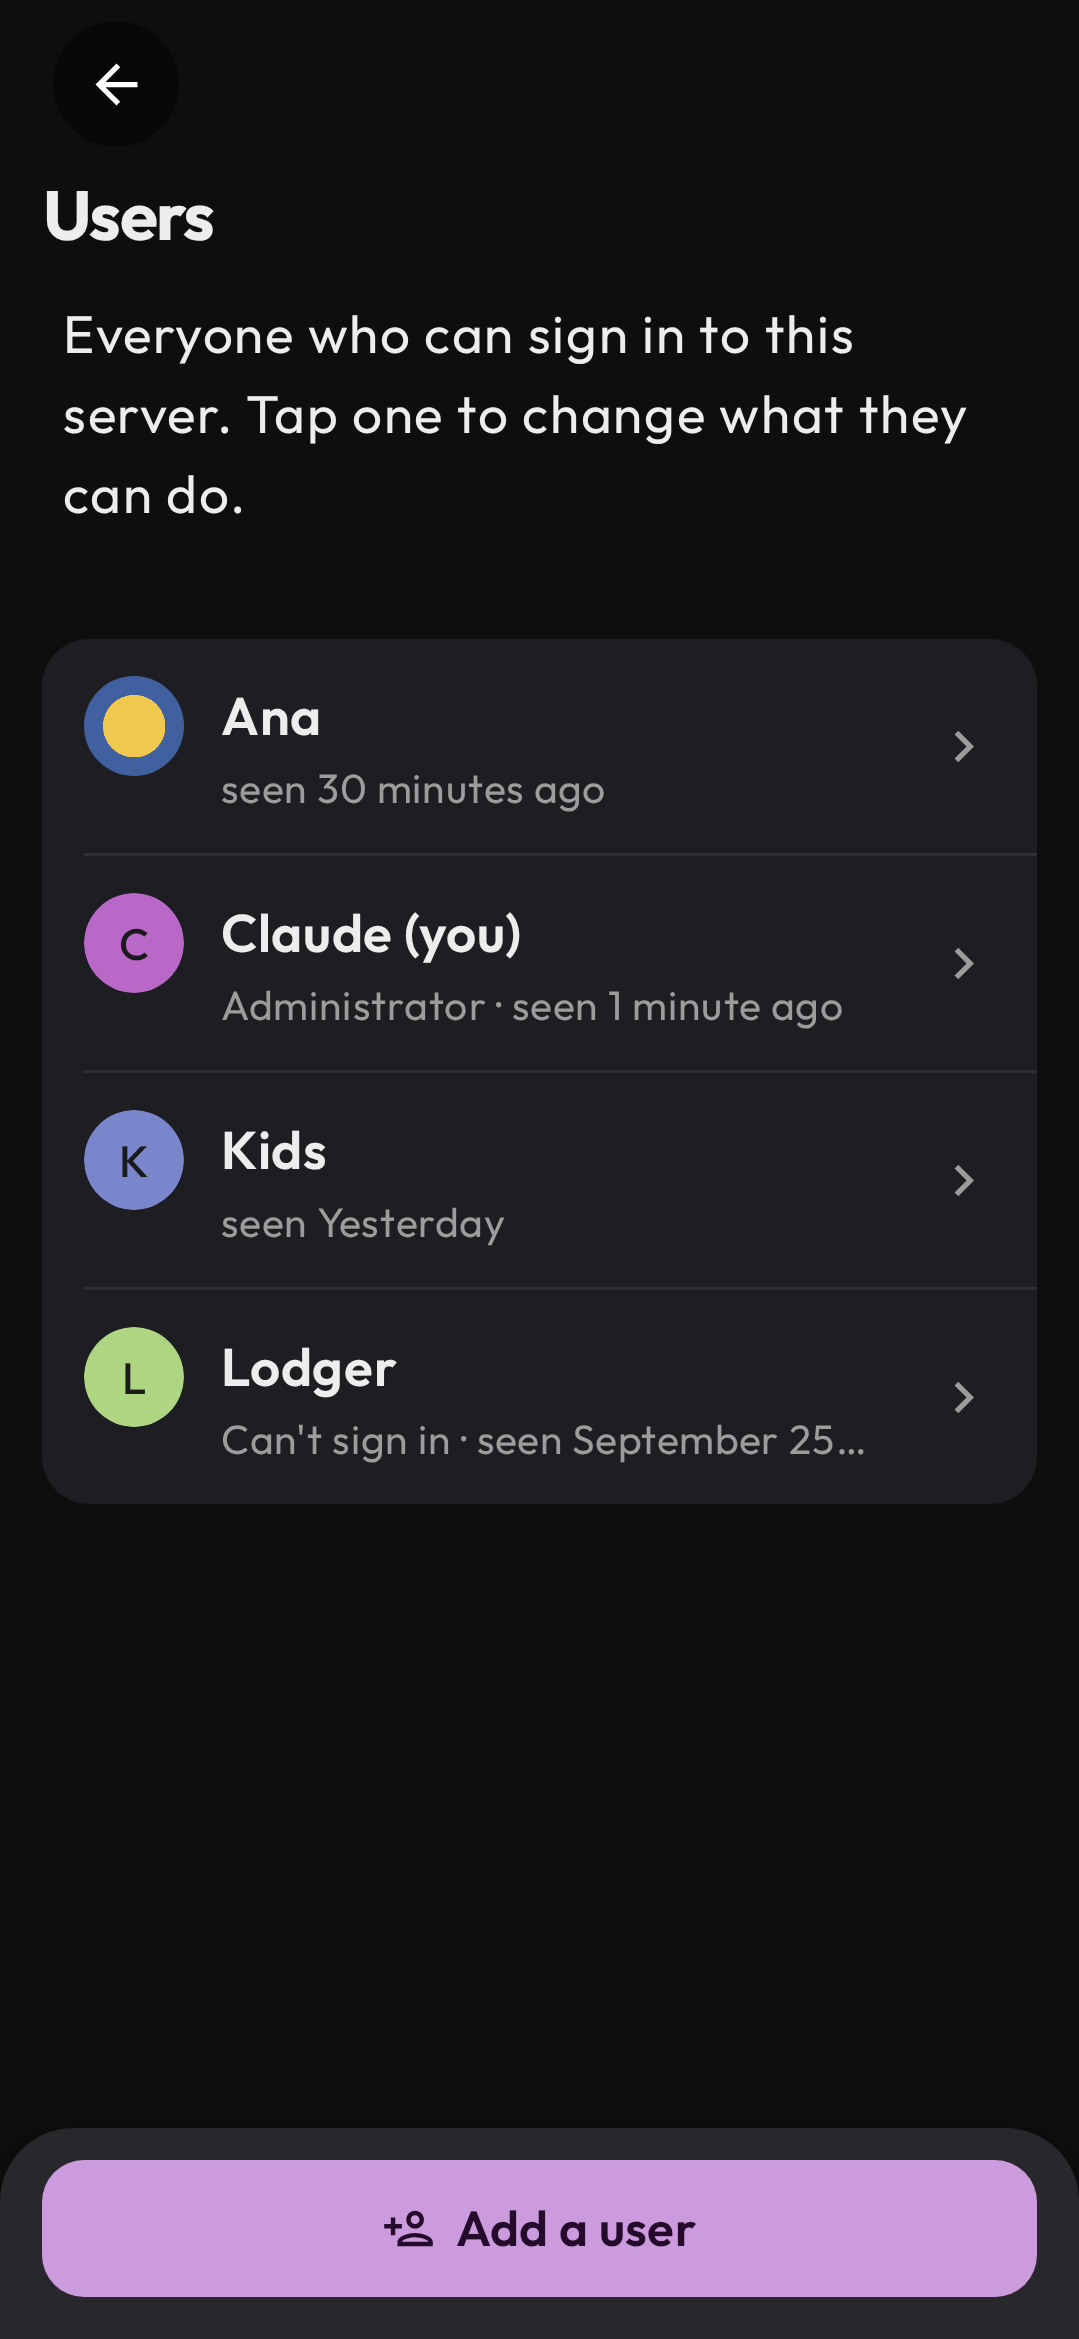 Users
Everyone who can sign in to this
server. Tap one to change what they
can do.
Ana
seen 30 minutes ago
C
Claude (you)
Administrator · seen 1 minute ago
K
Kids
seen Yesterday
L
Lodger
Can't sign in · seen September 25…
Add a user